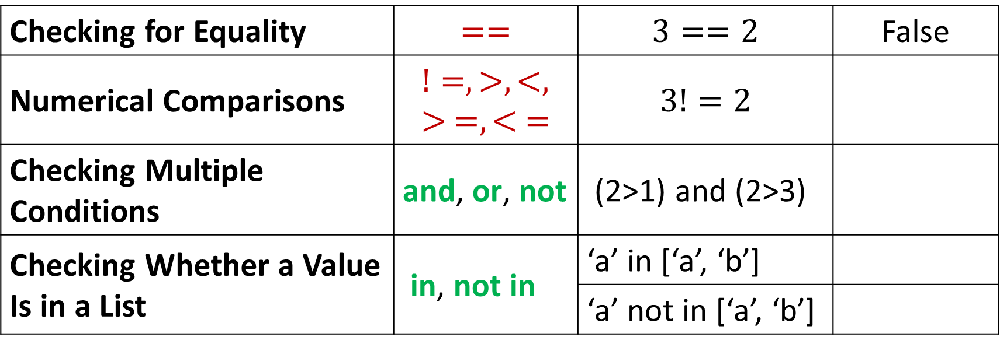 Checking for Equality == 3 == 2 False
Numerical Comparisons ! =, >, <, 3! = 2
> =, < =
Checking Multiple
Conditions and, or, not (2>1) and (2>3)
Checking Whether a Value
Is in a List in, not in ‘a’ in [‘a’, ‘b’]
‘a’ not in [‘a’, ‘b’]